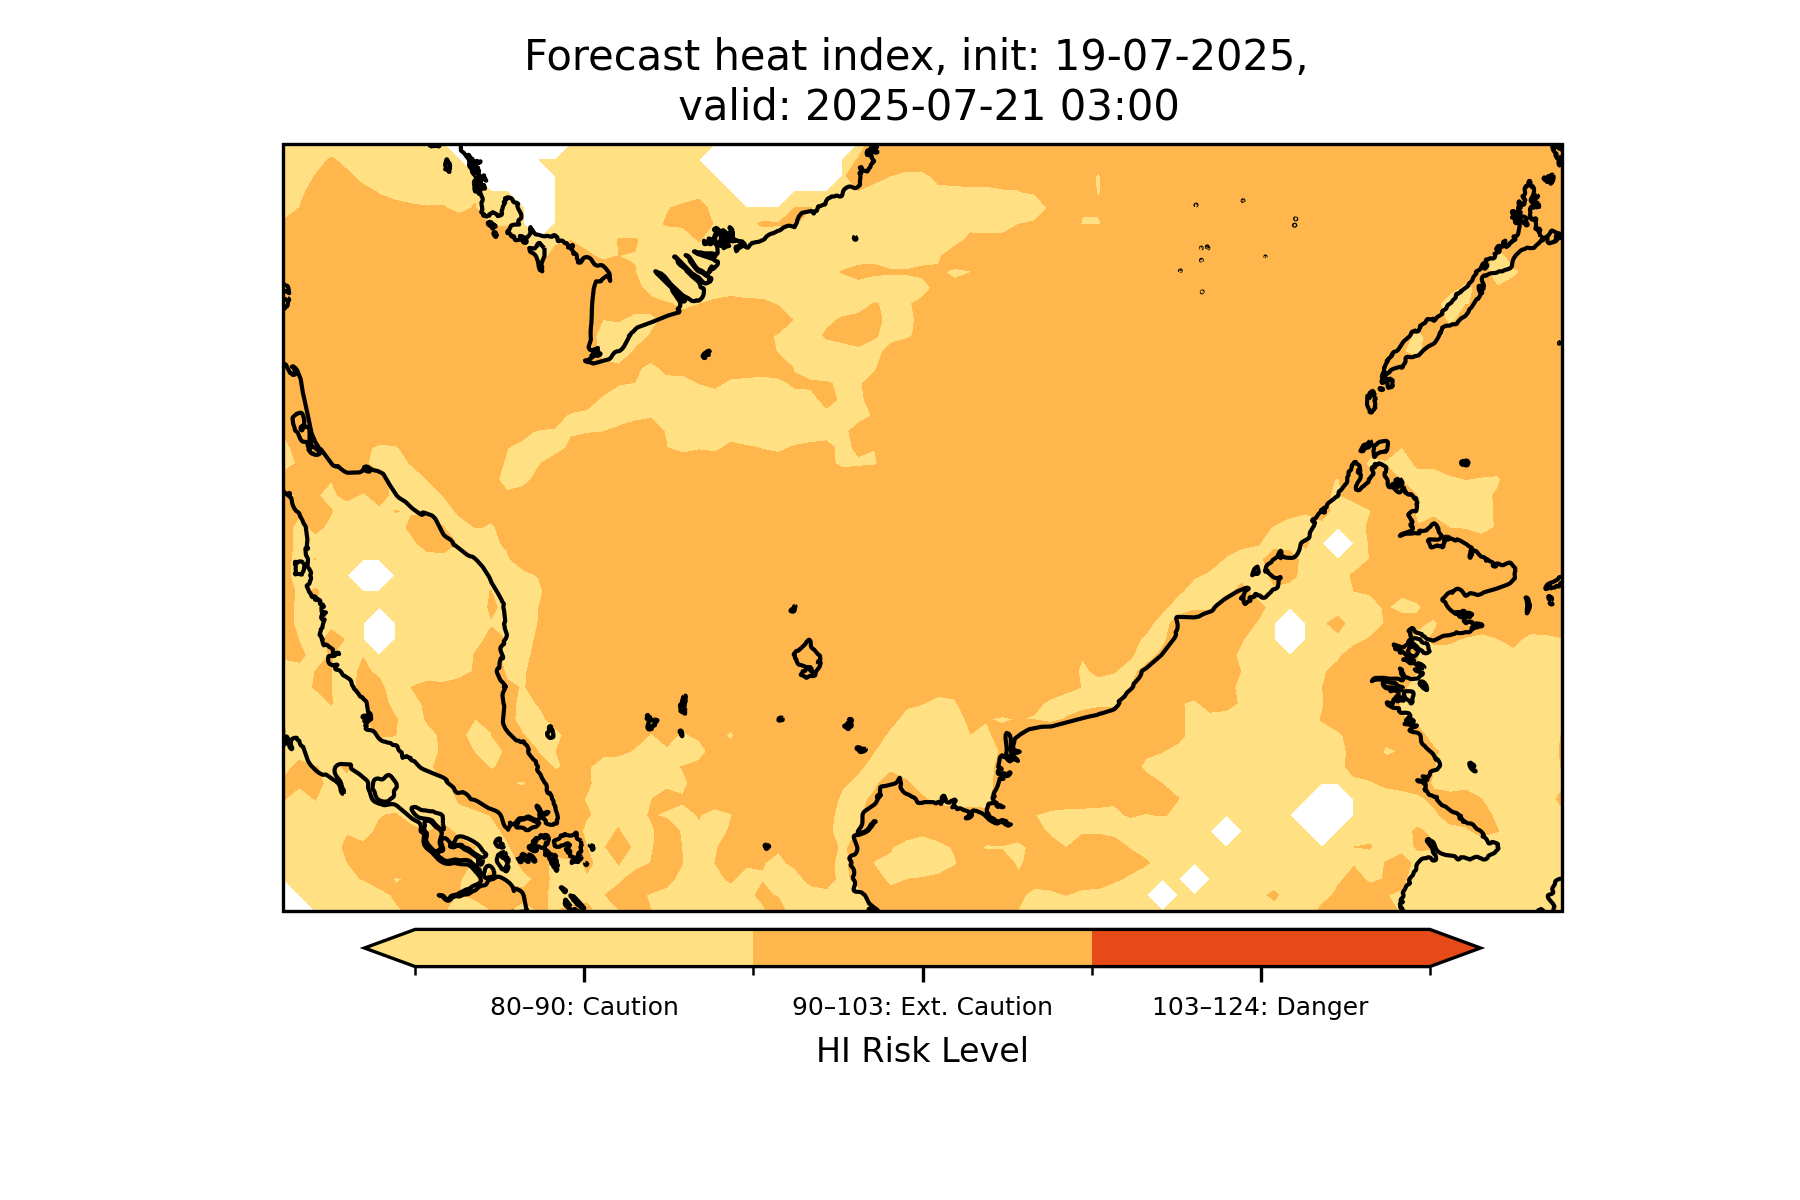 Forecast heat index, init: 19-07-2025,
valid: 2025-07-21 03:00
80–90: Caution
90–103: Ext. Caution
103–124: Danger
HI Risk Level